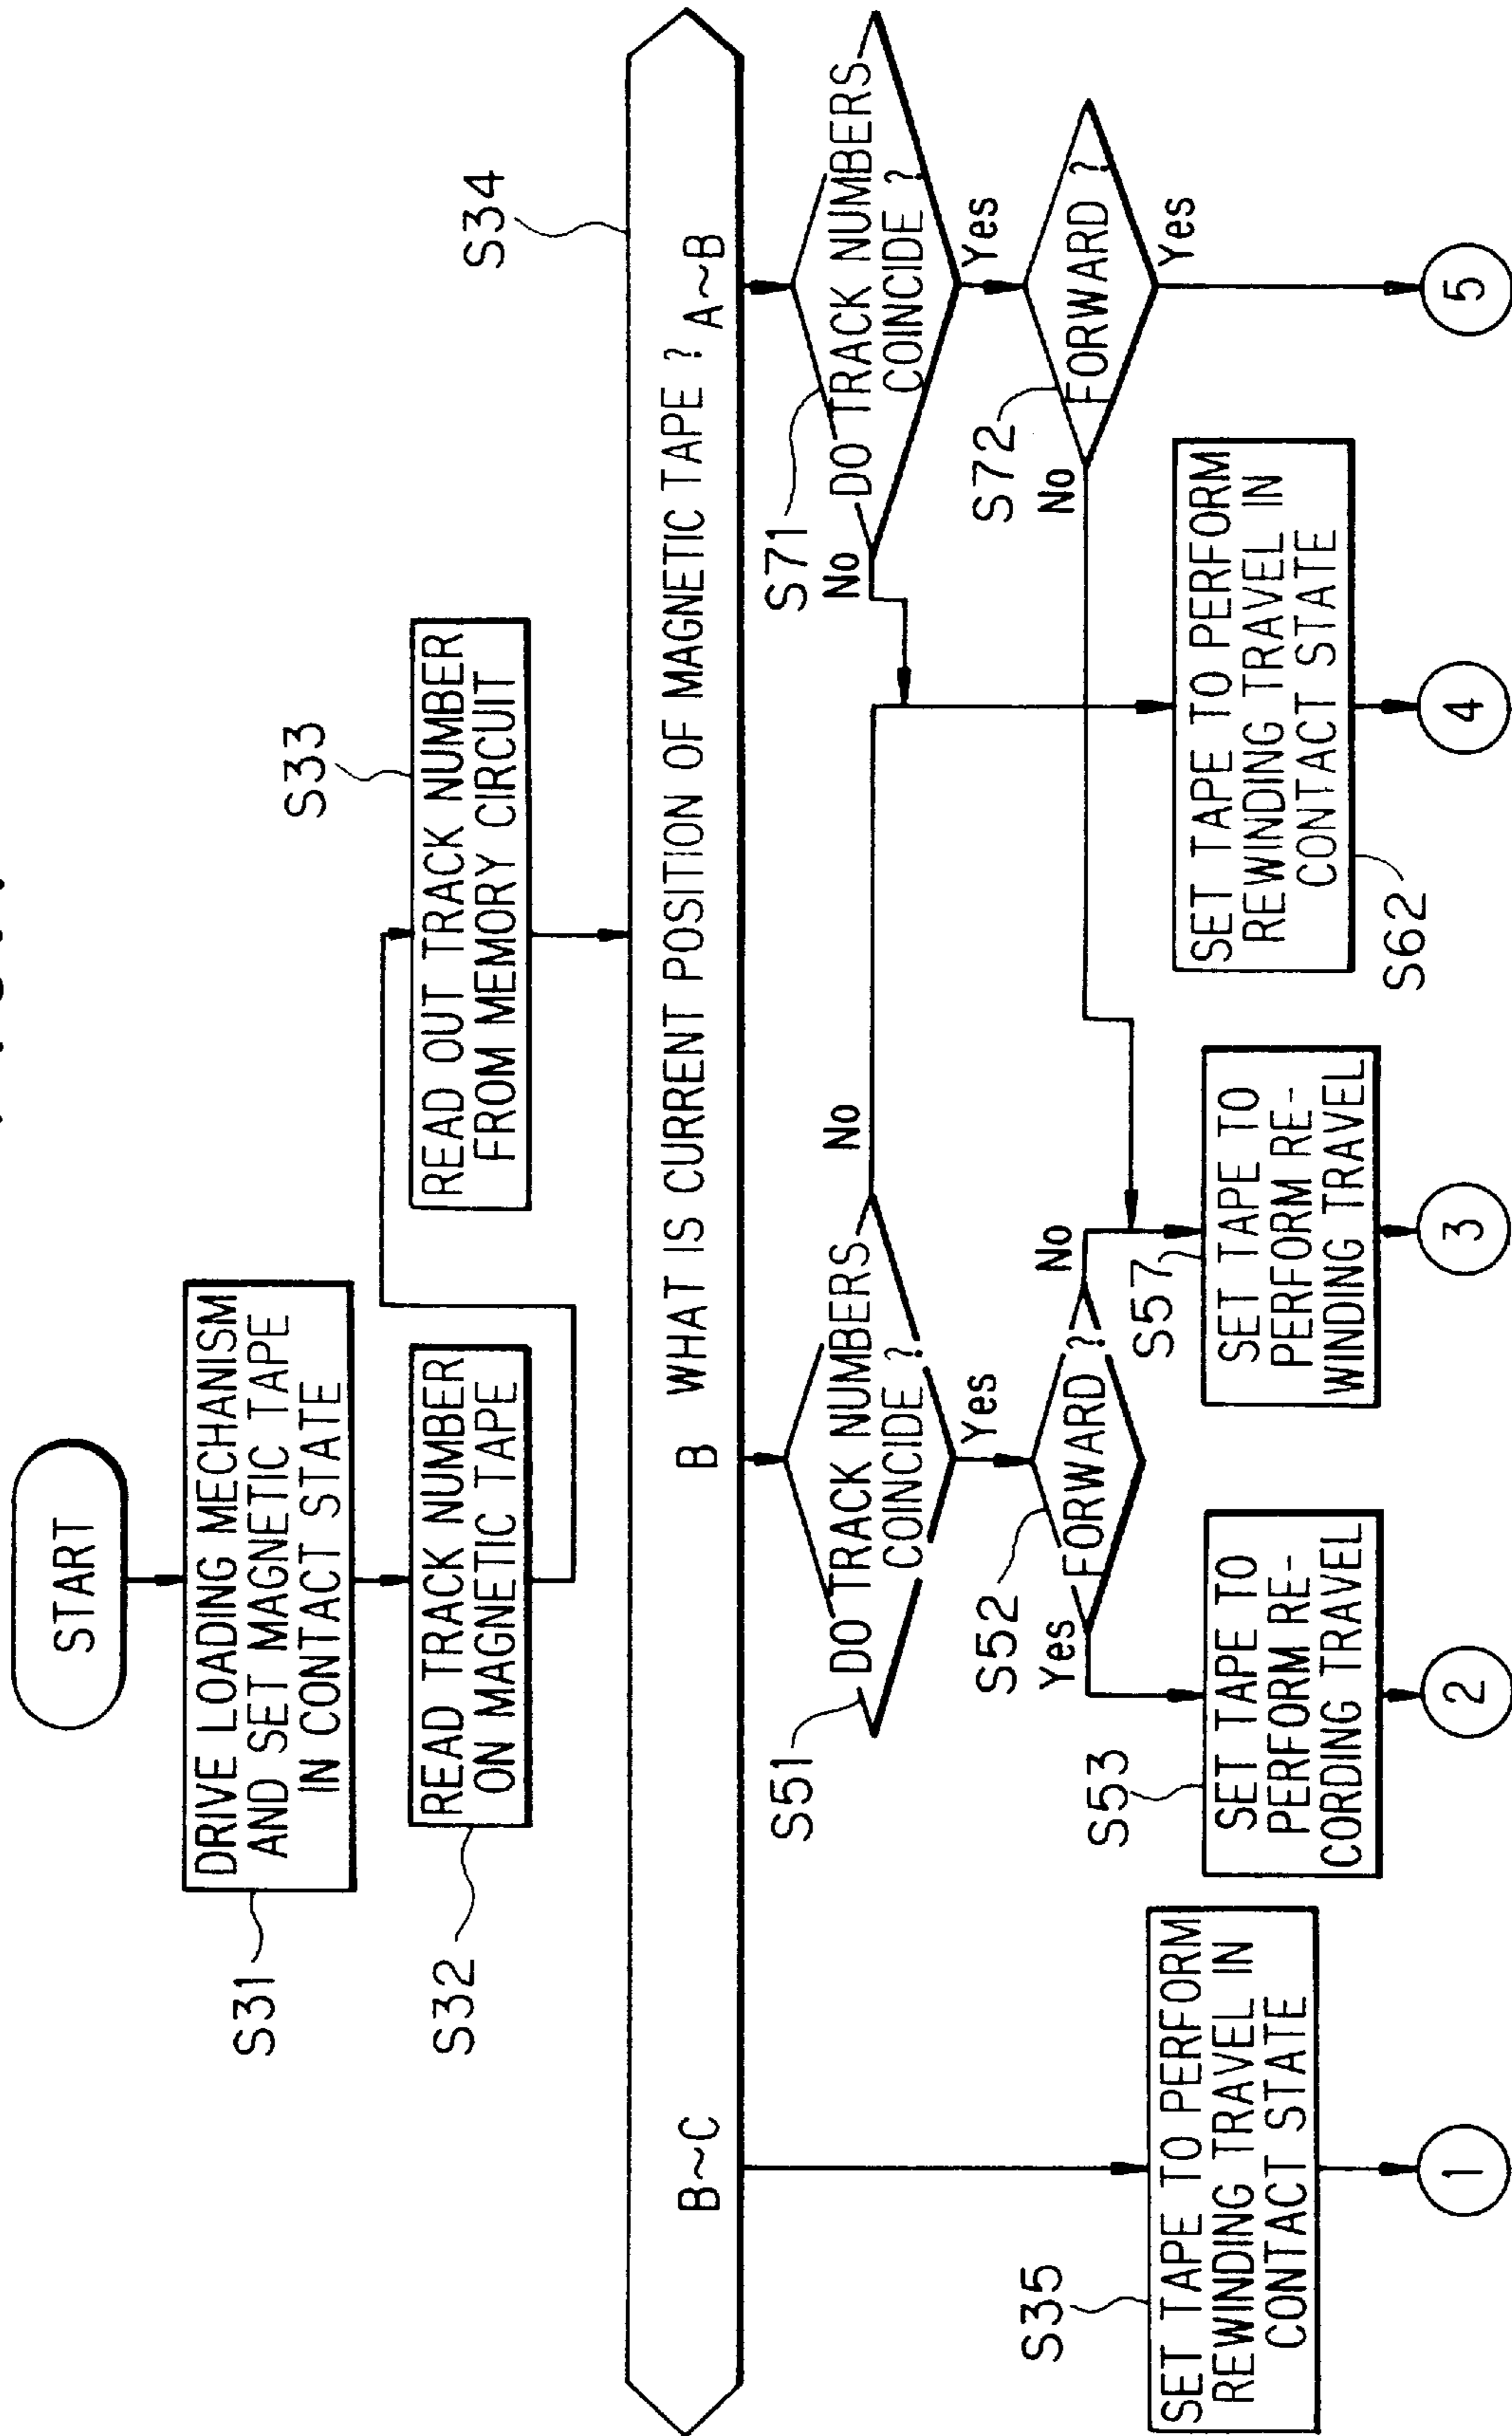 START
S31
DRIVE LOADING MECHANISM
AND SET MAGNETIC TAPE
IN CONTACT STATE
S32
READ TRACK NUMBER
ON MAGNETIC TAPE
S33
READ OUT TRACK NUMBER
FROM MEMORY CIRCUIT
S34
WHAT IS CURRENT POSITION OF MAGNETIC TAPE ?
B~C
B
A~B
S51
DO TRACK NUMBERS
COINCIDE ?
No
Yes
S71
DO TRACK NUMBERS
COINCIDE ?
No
Yes
S52
FORWARD ?
Yes
No
S72
FORWARD ?
No
Yes
S35
SET TAPE TO PERFORM
REWINDING TRAVEL IN
CONTACT STATE
S53
SET TAPE TO
PERFORM RE-
CORDING TRAVEL
S57
SET TAPE TO
PERFORM RE-
WINDING TRAVEL
SET TAPE TO PERFORM
REWINDING TRAVEL IN
CONTACT STATE
S62
1
2
3
4
5